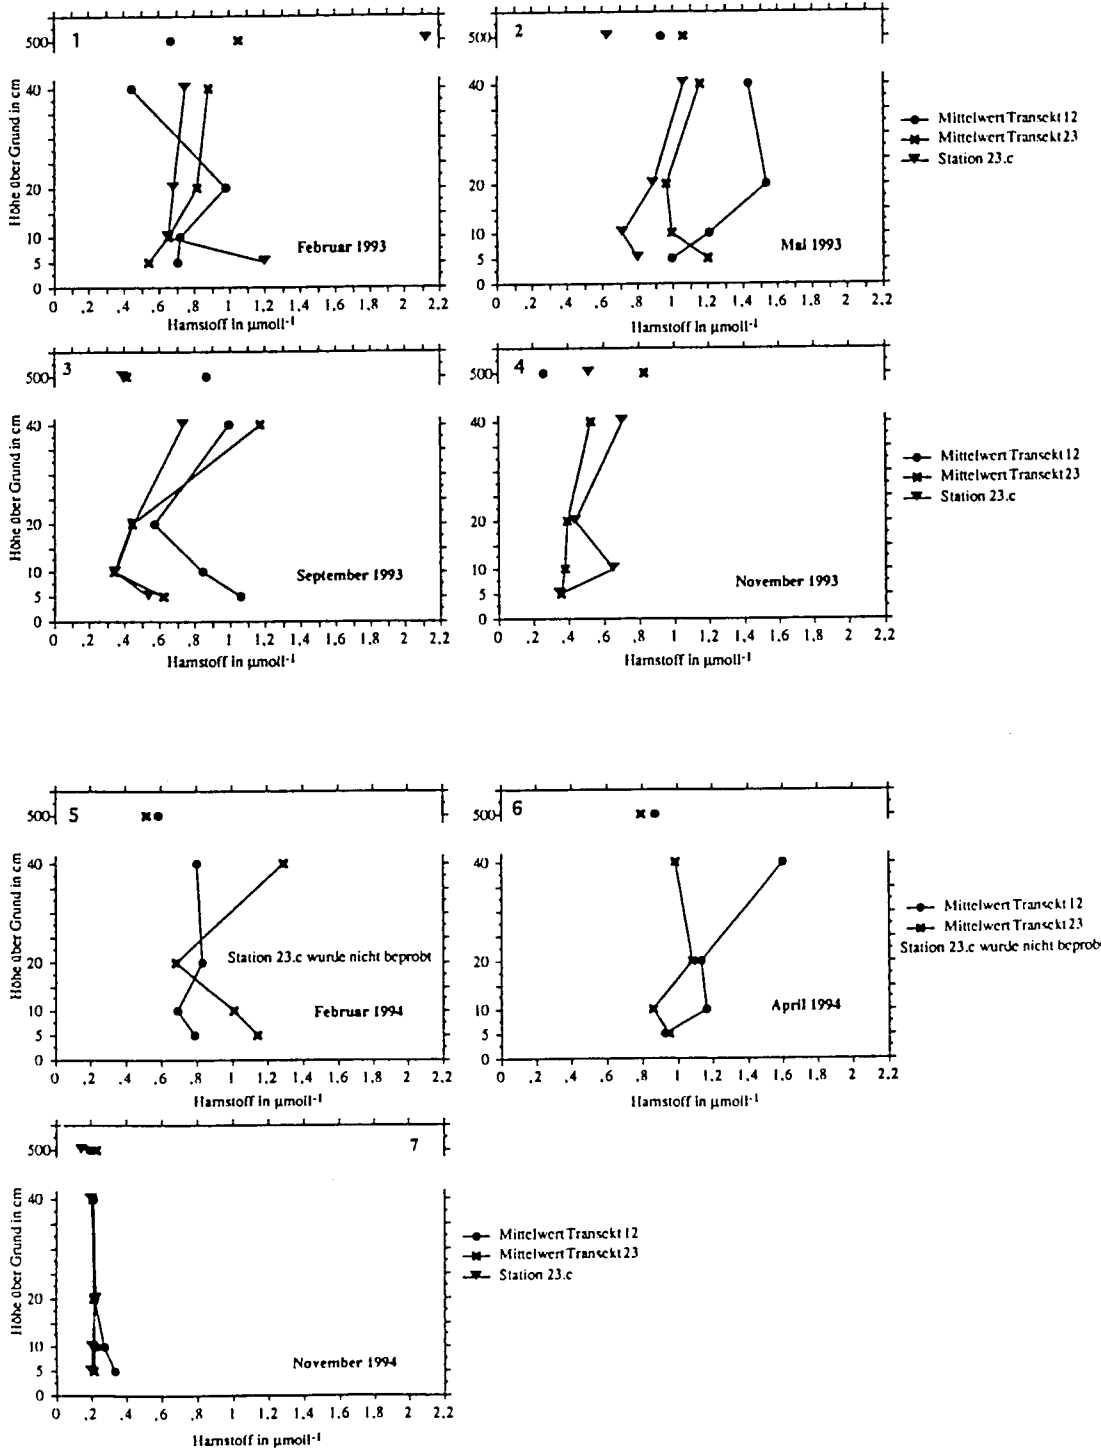 500 1
Höhe über Grund in cm
40
20
10
5
0
Februar 1993
0 .2 .4 .6 .8 1 1.2 1.4 1.6 1.8 2 2.2
Harnstoff in µmoll-1
500 2
40
20
10
5
0
Mai 1993
0 .2 .4 .6 .8 1 1.2 1.4 1.6 1.8 2 2,2
Harnstoff in µmoll-1
Mittelwert Transekt 12
Mittelwert Transekt 23
Station 23.c
500 3
Höhe über Grund in cm
40
20
10
5
0
September 1993
0 .2 .4 .6 .8 1 1.2 1.4 1.6 1.8 2 2.2
Harnstoff in µmoll-1
500 4
40
20
10
5
0
November 1993
0 .2 .4 .6 .8 1 1.2 1.4 1.6 1.8 2 2.2
Harnstoff in µmoll-1
Mittelwert Transekt 12
Mittelwert Transekt 23
Station 23.c
500 5
Höhe über Grund in cm
40
20
10
5
0
Station 23.c wurde nicht beprobt
Februar 1994
0 .2 .4 .6 .8 1 1.2 1.4 1.6 1.8 2 2.2
Harnstoff in µmoll-1
500 6
40
20
10
5
0
April 1994
0 .2 .4 .6 .8 1 1.2 1.4 1.6 1.8 2 2.2
Harnstoff in µmoll-1
Mittelwert Transekt 12
Mittelwert Transekt 23
Station 23.c wurde nicht beprobt
500 7
Höhe über Grund in cm
40
20
10
5
0
November 1994
0 .2 .4 .6 .8 1 1.2 1.4 1.6 1.8 2 2.2
Harnstoff in µmoll-1
Mittelwert Transekt 12
Mittelwert Transekt 23
Station 23.c